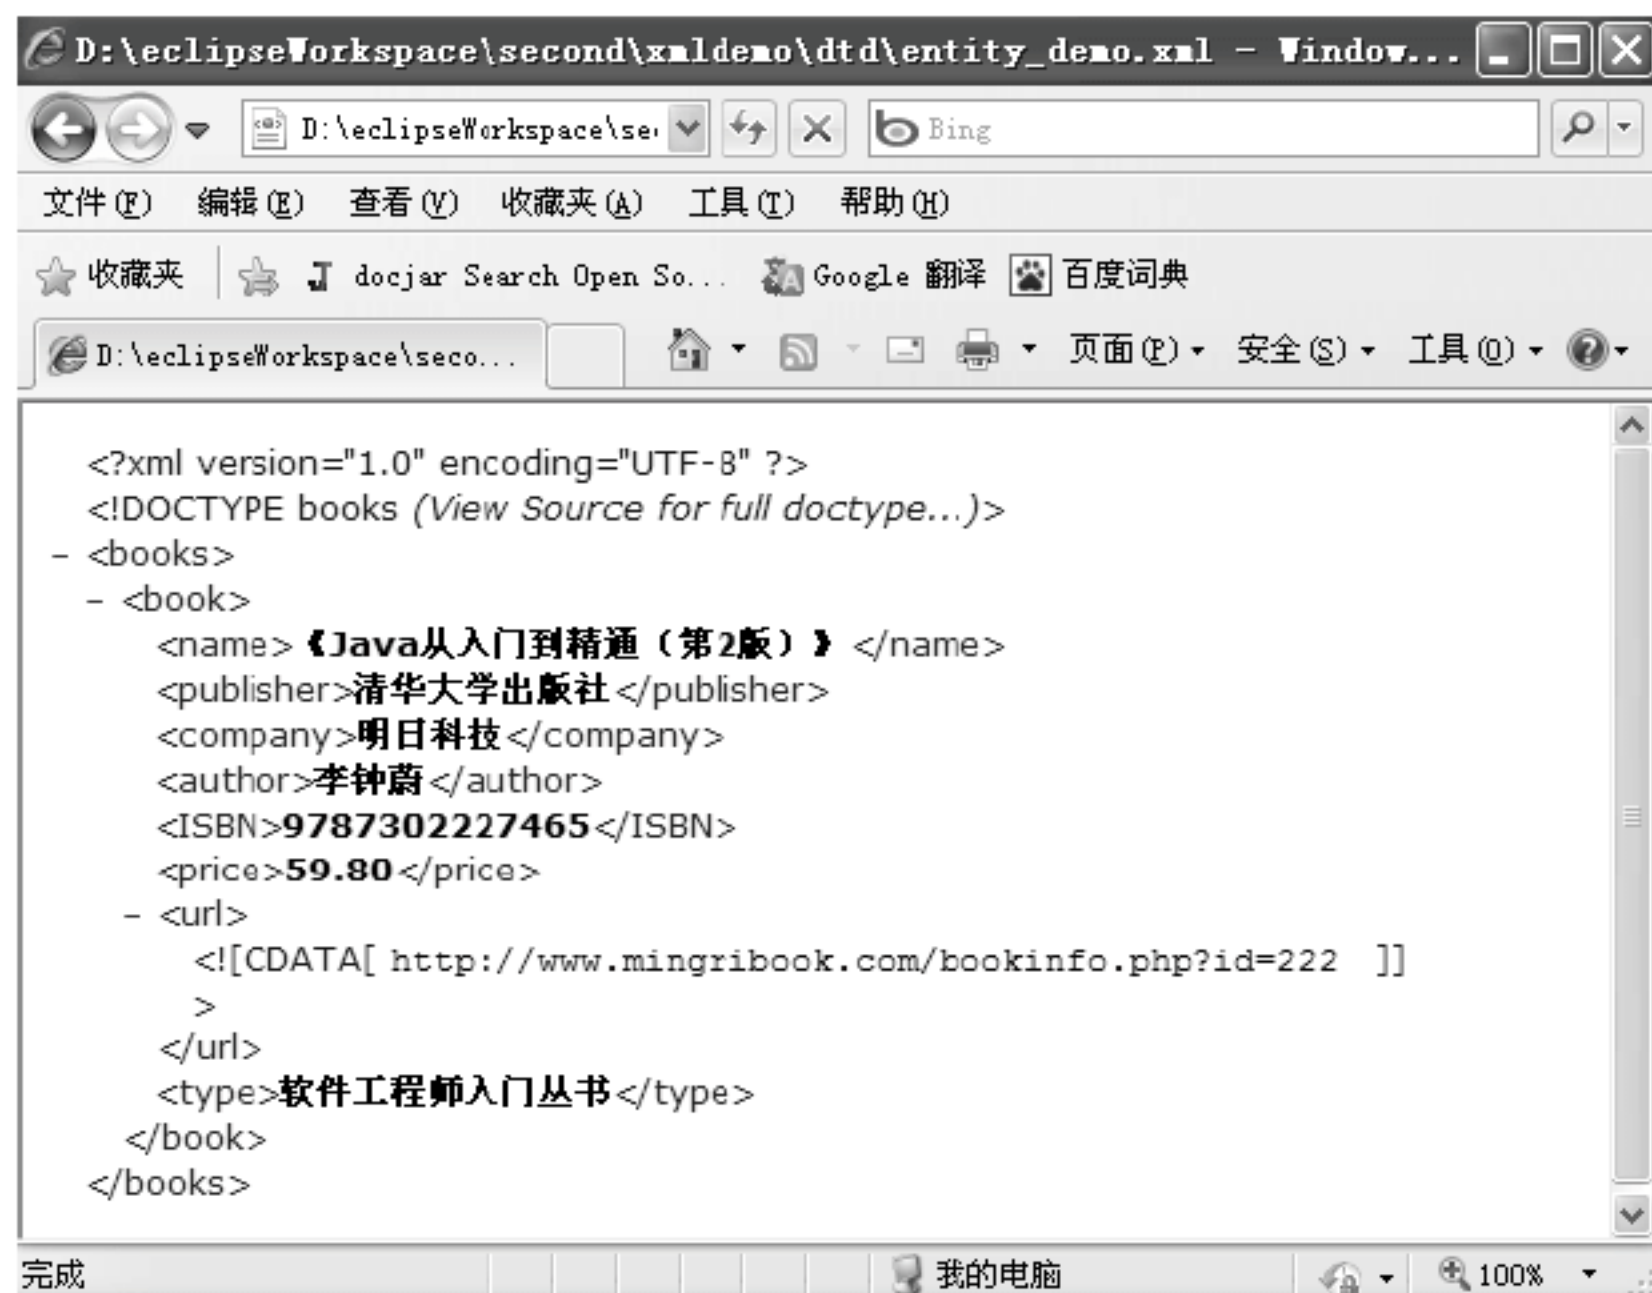 D:\eclipseWorkspace\second\xmldemo\dtd\entity_demo.xml - Window...
D:\eclipseWorkspace\se Bing
文件(F) 编辑(E) 查看(V) 收藏夹(A) 工具(T) 帮助(H)
收藏夹 docjar Search Open So... Google 翻译 百度词典
D:\eclipseWorkspace\seco... 页面(P) 安全(S) 工具(O)
<?xml version="1.0" encoding="UTF-8" ?>
<!DOCTYPE books (View Source for full doctype...)>
- <books>
- <book>
<name>《Java从入门到精通（第2版）》</name>
<publisher>清华大学出版社</publisher>
<company>明日科技</company>
<author>李钟蔚</author>
<ISBN>9787302227465</ISBN>
<price>59.80</price>
- <url>
<![CDATA[ http://www.mingribook.com/bookinfo.php?id=222 ]]
>
</url>
<type>软件工程师入门丛书</type>
</book>
</books>
完成 我的电脑 100%